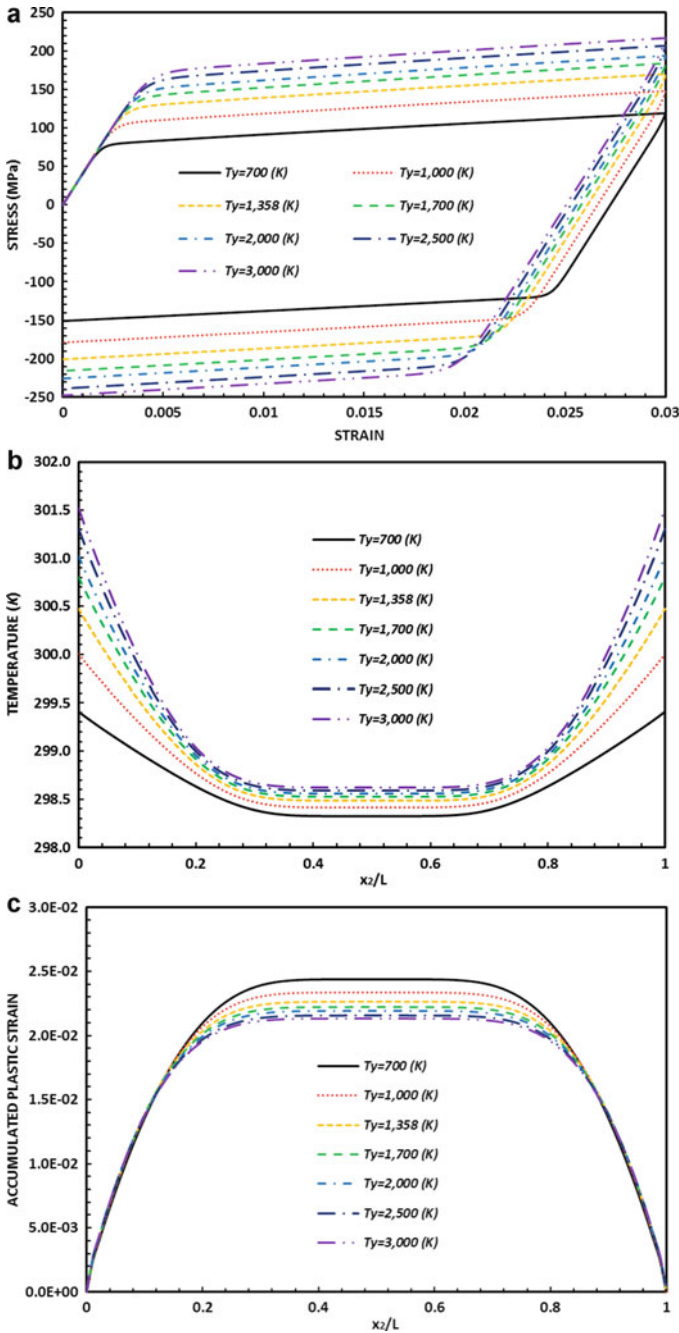 a
250
200
150
100
50
0
-50
-100
-150
-200
-250
STRESS (MPa)
Ty=700 (K)
Ty=1,000 (K)
Ty=1,358 (K)
Ty=1,700 (K)
Ty=2,000 (K)
Ty=2,500 (K)
Ty=3,000 (K)
0 0.005 0.01 0.015 0.02 0.025 0.03
STRAIN
b
302.0
301.5
301.0
300.5
300.0
299.5
299.0
298.5
298.0
TEMPERATURE (K)
Ty=700 (K)
Ty=1,000 (K)
Ty=1,358 (K)
Ty=1,700 (K)
Ty=2,000 (K)
Ty=2,500 (K)
Ty=3,000 (K)
0 0.2 0.4 0.6 0.8 1
x2/L
c
3.0E-02
2.5E-02
2.0E-02
1.5E-02
1.0E-02
5.0E-03
0.0E+00
ACCUMULATED PLASTIC STRAIN
Ty=700 (K)
Ty=1,000 (K)
Ty=1,358 (K)
Ty=1,700 (K)
Ty=2,000 (K)
Ty=2,500 (K)
Ty=3,000 (K)
0 0.2 0.4 0.6 0.8 1
x2/L